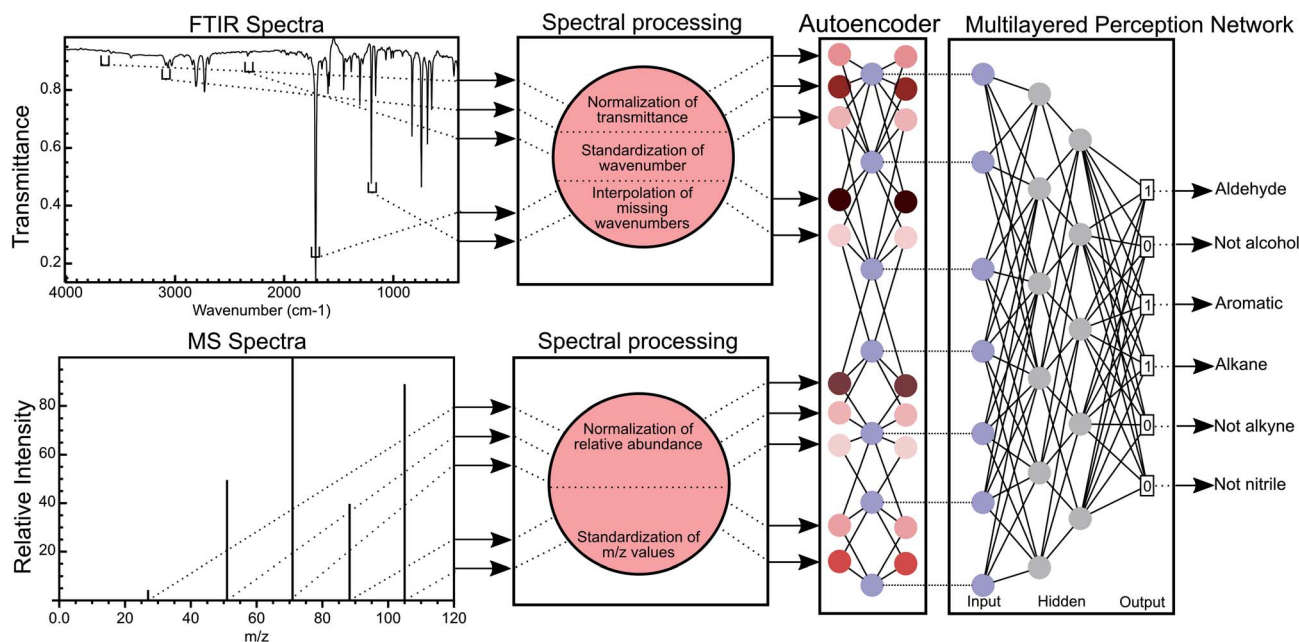 FTIR Spectra
Spectral processing
Autoencoder
Multilayered Perception Network
Transmittance
0.8
0.6
0.4
0.2
4000
3000
2000
1000
Wavenumber (cm-1)
Normalization of
transmittance
Standardization of
wavenumber
Interpolation of
missing
wavenumbers
MS Spectra
Spectral processing
Relative Intensity
80
60
40
20
0.0
20
40
60
80
100
120
m/z
Normalization of
relative abundance
Standardization of
m/z values
1
Aldehyde
0
Not alcohol
1
Aromatic
1
Alkane
0
Not alkyne
0
Not nitrile
Input
Hidden
Output